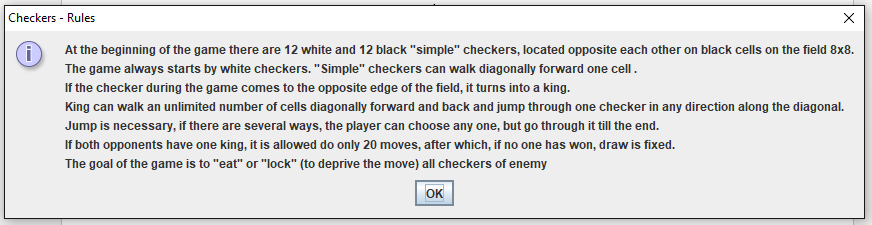 Checkers - Rules
At the beginning of the game there are 12 white and 12 black "simple" checkers, located opposite each other on black cells on the field 8x8.
The game always starts by white checkers. "Simple" checkers can walk diagonally forward one cell .
If the checker during the game comes to the opposite edge of the field, it turns into a king.
King can walk an unlimited number of cells diagonally forward and back and jump through one checker in any direction along the diagonal.
Jump is necessary, if there are several ways, the player can choose any one, but go through it till the end.
If both opponents have one king, it is allowed do only 20 moves, after which, if no one has won, draw is fixed.
The goal of the game is to "eat" or "lock" (to deprive the move) all checkers of enemy
OK